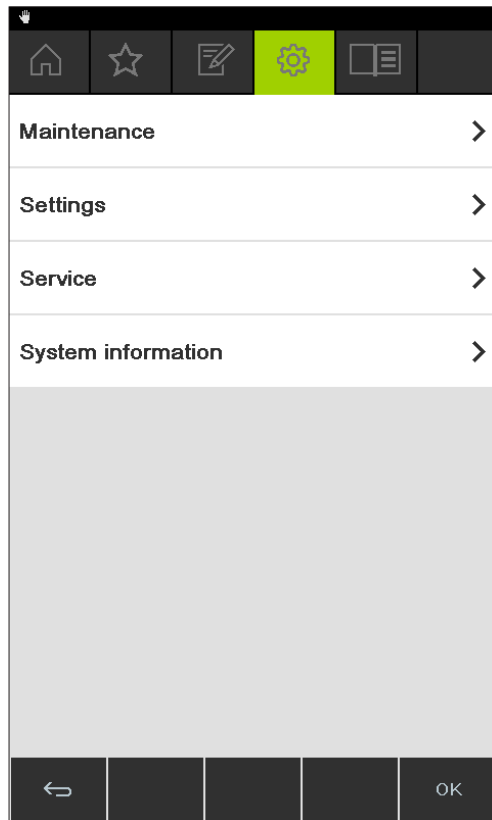 Maintenance
Settings
Service
System information
OK